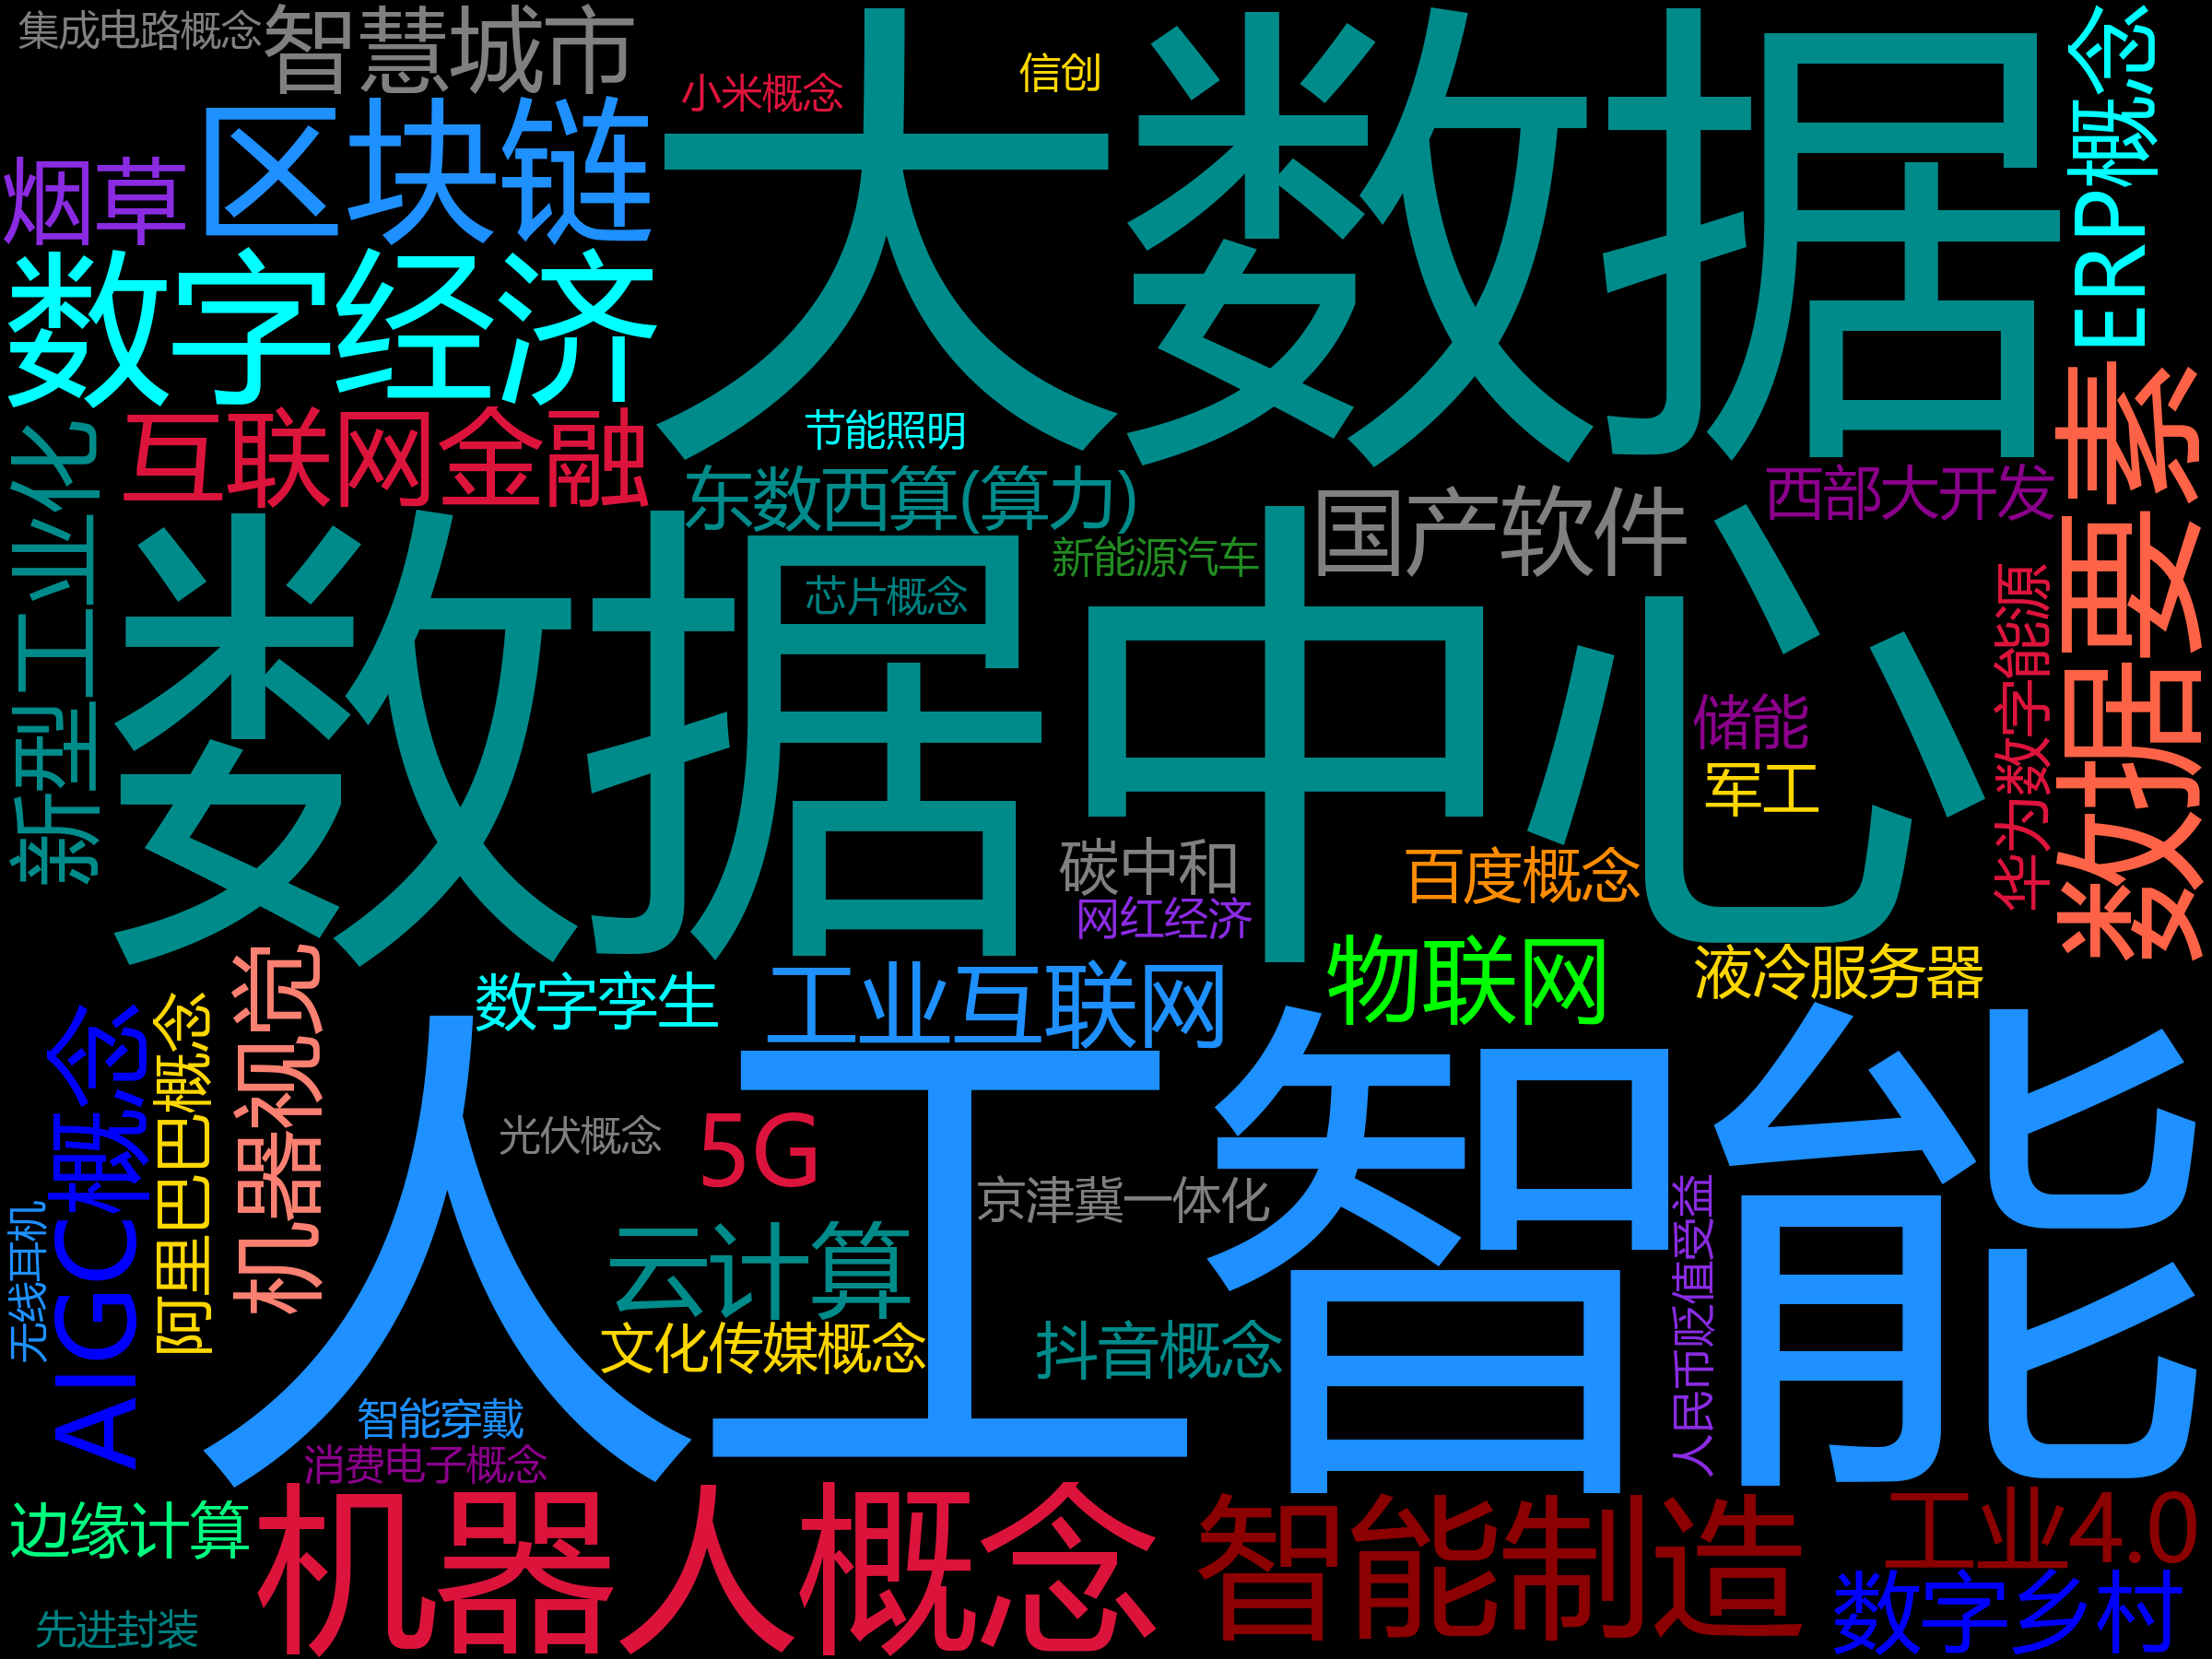 集成电路概念
智慧城市
小米概念
信创
大数据
ERP概念
烟草
区块链
数字经济
互联网金融
节能照明
东数西算(算力)
国产软件
西部大开发
数据要素
新型工业化
新能源汽车
芯片概念
数据中心
华为数字能源
储能
军工
碳中和
百度概念
网红经济
物联网
液冷服务器
数字孪生
工业互联网
机器视觉
阿里巴巴概念
AIGC概念
无线耳机
人工智能
光伏概念
5G
京津冀一体化
人民币贬值受益
云计算
文化传媒概念
抖音概念
智能穿戴
消费电子概念
边缘计算
机器人概念
智能制造
工业4.0
数字乡村
先进封装